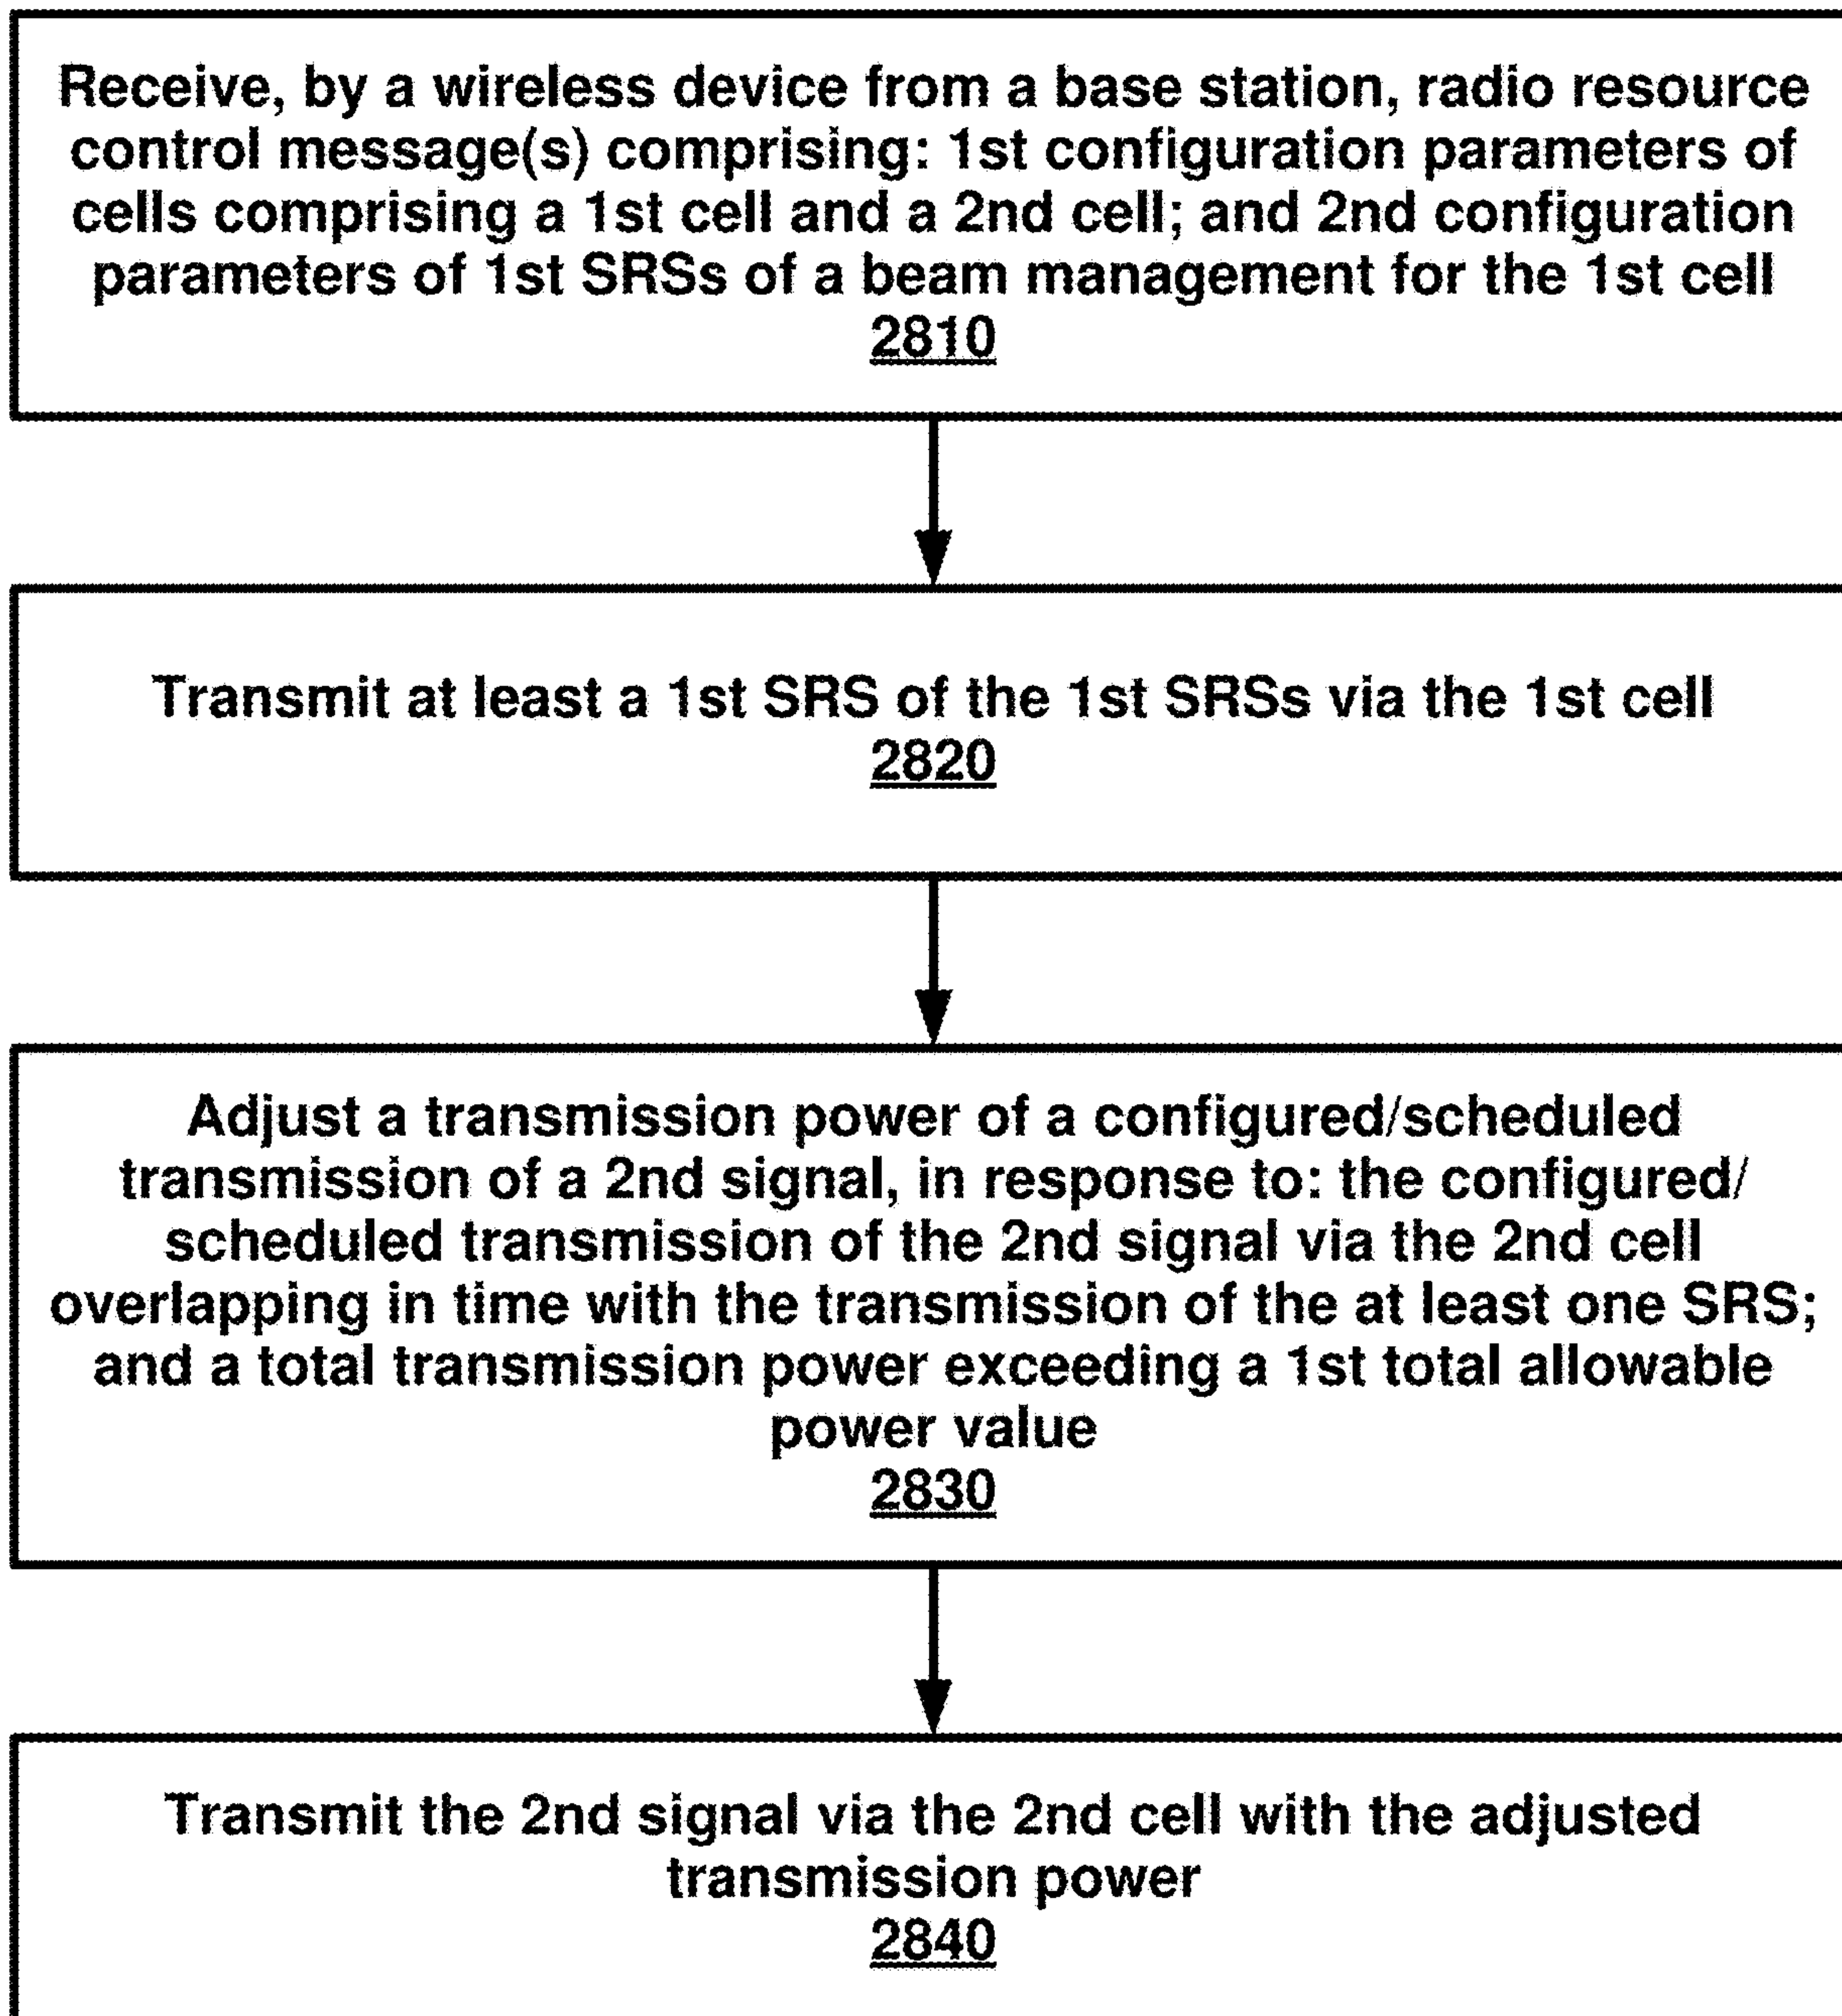 Receive, by a wireless device from a base station, radio resource
control message(s) comprising: 1st configuration parameters of
cells comprising a 1st cell and a 2nd cell; and 2nd configuration
parameters of 1st SRSs of a beam management for the 1st cell
2810
Transmit at least a 1st SRS of the 1st SRSs via the 1st cell
2820
Adjust a transmission power of a configured/scheduled
transmission of a 2nd signal, in response to: the configured/
scheduled transmission of the 2nd signal via the 2nd cell
overlapping in time with the transmission of the at least one SRS;
and a total transmission power exceeding a 1st total allowable
power value
2830
Transmit the 2nd signal via the 2nd cell with the adjusted
transmission power
2840